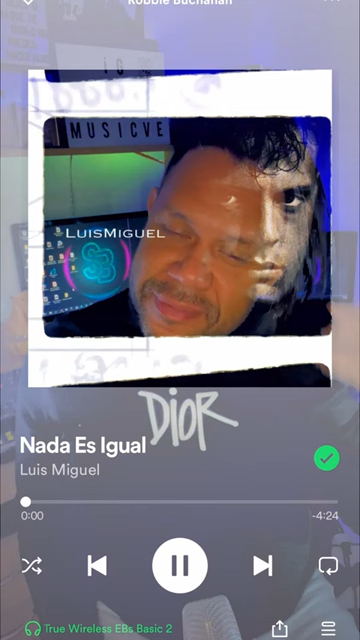 Robbie Buchanan
MUSICVE
LUISMIGUEL
DIOR
Nada Es Igual
Luis Miguel
0:00
-4:24
True Wireless EBs Basic 2